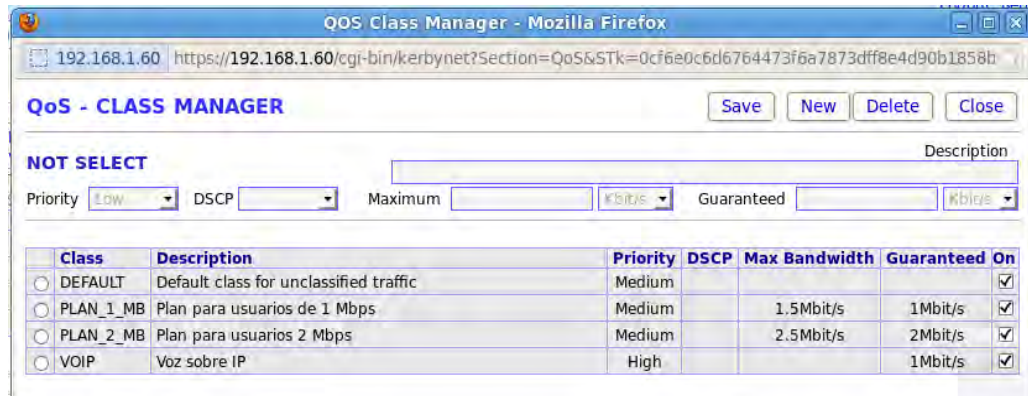 QOS Class Manager - Mozilla Firefox
192.168.1.60 https://192.168.1.60/cgi-bin/kerbynet?Section=QoS&STk=0cf6e0c6d6764473f6a7873dff8e4d90b1858b
QoS - CLASS MANAGER Save New Delete Close
Description
NOT SELECT
Priority Low DSCP Maximum Kbit/s Guaranteed Kbit/s
Class Description Priority DSCP Max Bandwidth Guaranteed On
DEFAULT Default class for unclassified traffic Medium
PLAN_1_MB Plan para usuarios de 1 Mbps Medium 1.5Mbit/s 1Mbit/s
PLAN_2_MB Plan para usuarios 2 Mbps Medium 2.5Mbit/s 2Mbit/s
VOIP Voz sobre IP High 1Mbit/s